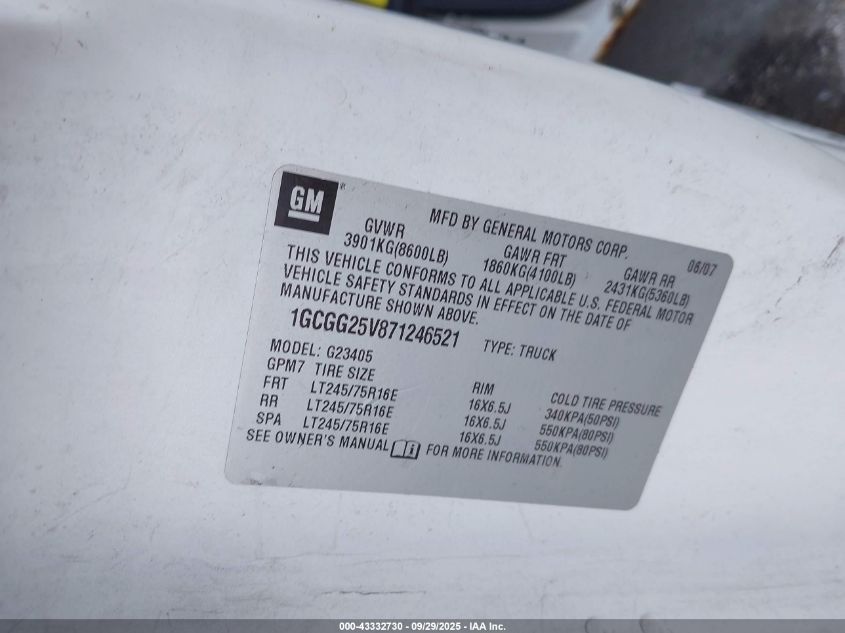 GM
MFD BY GENERAL MOTORS CORP. 06/07
GVWR GAWR FRT GAWR RR
3901KG(8600LB) 1860KG(4100LB) 2431KG(5360LB)
THIS VEHICLE CONFORMS TO ALL APPLICABLE U.S. FEDERAL MOTOR
VEHICLE SAFETY STANDARDS IN EFFECT ON THE DATE OF
MANUFACTURE SHOWN ABOVE.
1GCGG25V871246521 TYPE: TRUCK
MODEL: G23405
GPM7 TIRE SIZE RIM COLD TIRE PRESSURE
FRT LT245/75R16E 16X6.5J 340KPA(50PSI)
RR LT245/75R16E 16X6.5J 550KPA(80PSI)
SPA LT245/75R16E 16X6.5J 550KPA(80PSI)
SEE OWNER'S MANUAL FOR MORE INFORMATION.
000-43332730 - 09/29/2025 - IAA Inc.